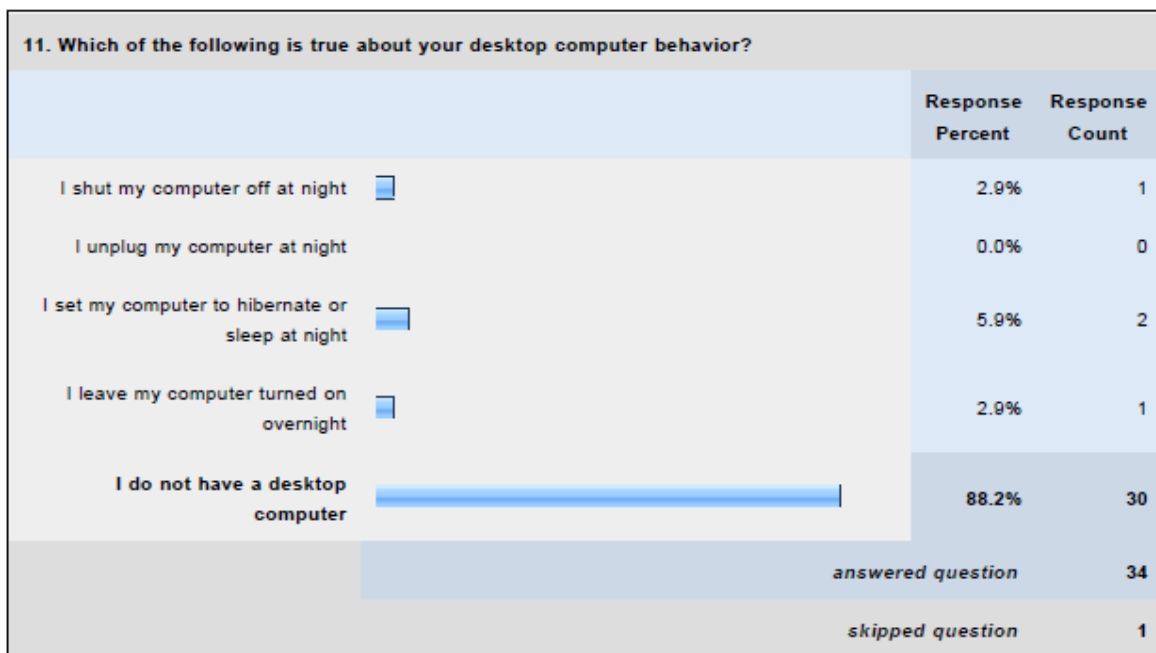 11. Which of the following is true about your desktop computer behavior?
Response Percent Response Count
I shut my computer off at night 2.9% 1
I unplug my computer at night 0.0% 0
I set my computer to hibernate or
sleep at night 5.9% 2
I leave my computer turned on
overnight 2.9% 1
I do not have a desktop
computer 88.2% 30
answered question 34
skipped question 1